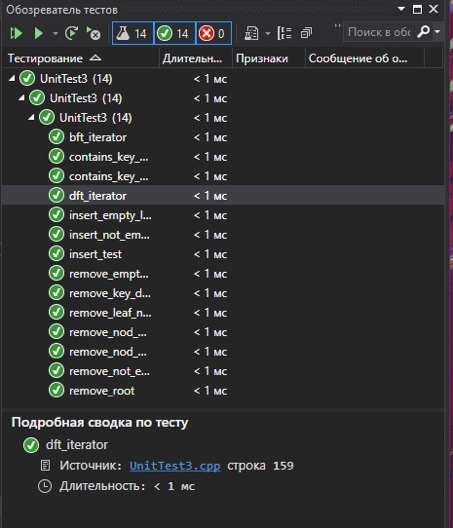 Обозреватель тестов
14 14 0 " Поиск в обо
Тестирование Длительн... Признаки Сообщение об о...
UnitTest3 (14) < 1 мс
UnitTest3 (14) < 1 мс
UnitTest3 (14) < 1 мс
bft_iterator < 1 мс
contains_key_... < 1 мс
contains_key_... < 1 мс
dft_iterator < 1 мс
insert_empty_l... < 1 мс
insert_not_em... < 1 мс
insert_test < 1 мс
remove_empt... < 1 мс
remove_key_d... < 1 мс
remove_leaf_n... < 1 мс
remove_nod_... < 1 мс
remove_nod_... < 1 мс
remove_not_e... < 1 мс
remove_root < 1 мс
Подробная сводка по тесту
dft_iterator
Источник: UnitTest3.cpp строка 159
Длительность: < 1 мс